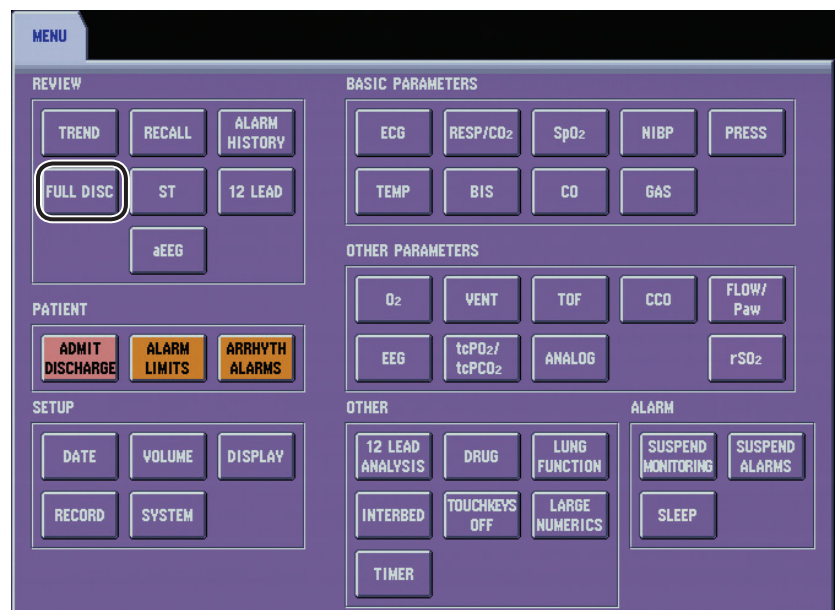 MENU
REVIEW
TREND
RECALL
ALARM
HISTORY
FULL DISC
ST
12 LEAD
aEEG
PATIENT
ADMIT
DISCHARGE
ALARM
LIMITS
ARRHYTH
ALARMS
SETUP
DATE
VOLUME
DISPLAY
RECORD
SYSTEM
BASIC PARAMETERS
ECG
RESP/CO2
SpO2
NIBP
PRESS
TEMP
BIS
CO
GAS
OTHER PARAMETERS
O2
VENT
TOF
CCO
FLOW/
Paw
EEG
tcPO2/
tcPCO2
ANALOG
rSO2
OTHER
12 LEAD
ANALYSIS
DRUG
LUNG
FUNCTION
INTERBED
TOUCHKEYS
OFF
LARGE
NUMERICS
TIMER
ALARM
SUSPEND
MONITORING
SUSPEND
ALARMS
SLEEP